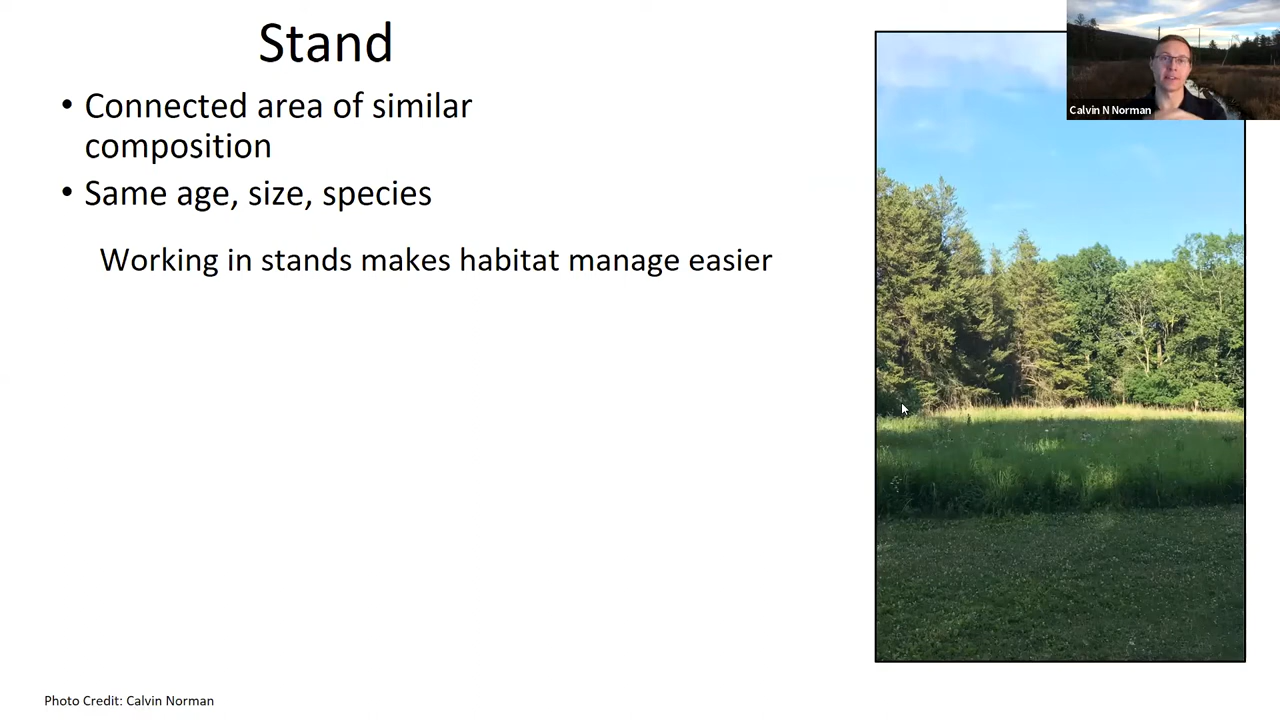 Stand
• Connected area of similar
composition
• Same age, size, species
Working in stands makes habitat manage easier
Calvin N Norman
Photo Credit: Calvin Norman